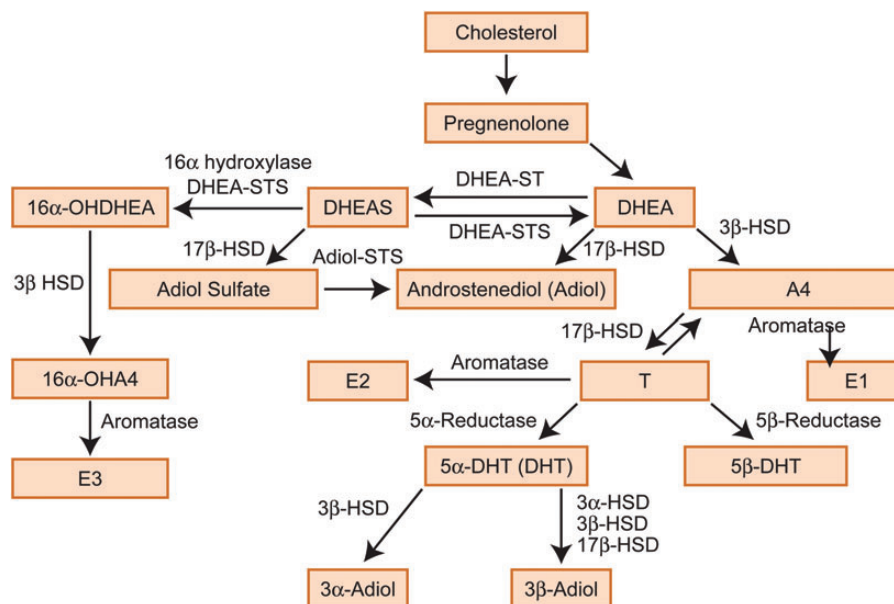 Cholesterol
Pregnenolone
16α hydroxylase
DHEA-STS
DHEA-ST
16α-OHDHEA
DHEAS
DHEA
DHEA-STS
3β-HSD
17β-HSD
Adiol-STS
17β-HSD
3β HSD
Adiol Sulfate
Androstenediol (Adiol)
A4
17β-HSD
Aromatase
Aromatase
16α-OHA4
E2
T
E1
Aromatase
5α-Reductase
5β-Reductase
E3
5α-DHT (DHT)
5β-DHT
3β-HSD
3α-HSD
3β-HSD
17β-HSD
3α-Adiol
3β-Adiol